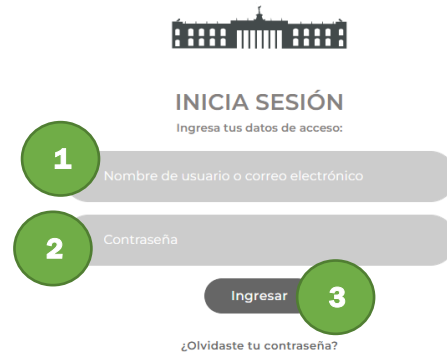 INICIA SESIÓN
Ingresa tus datos de acceso:
1 Nombre de usuario o correo electrónico
2 Contraseña
Ingresar 3
¿Olvidaste tu contraseña?